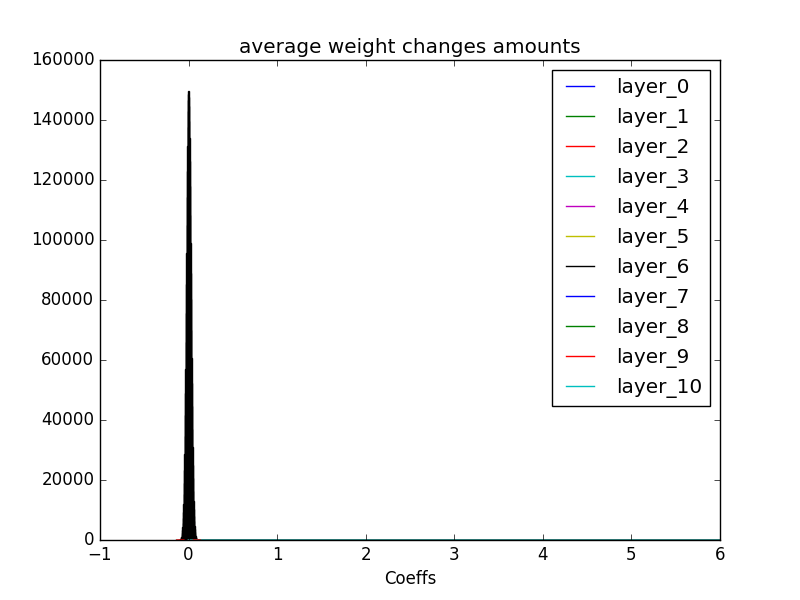 average weight changes amounts
160000
140000
120000
100000
80000
60000
40000
20000
0
−1 0 1 2 3 4 5 6
Coeffs
layer_0
layer_1
layer_2
layer_3
layer_4
layer_5
layer_6
layer_7
layer_8
layer_9
layer_10